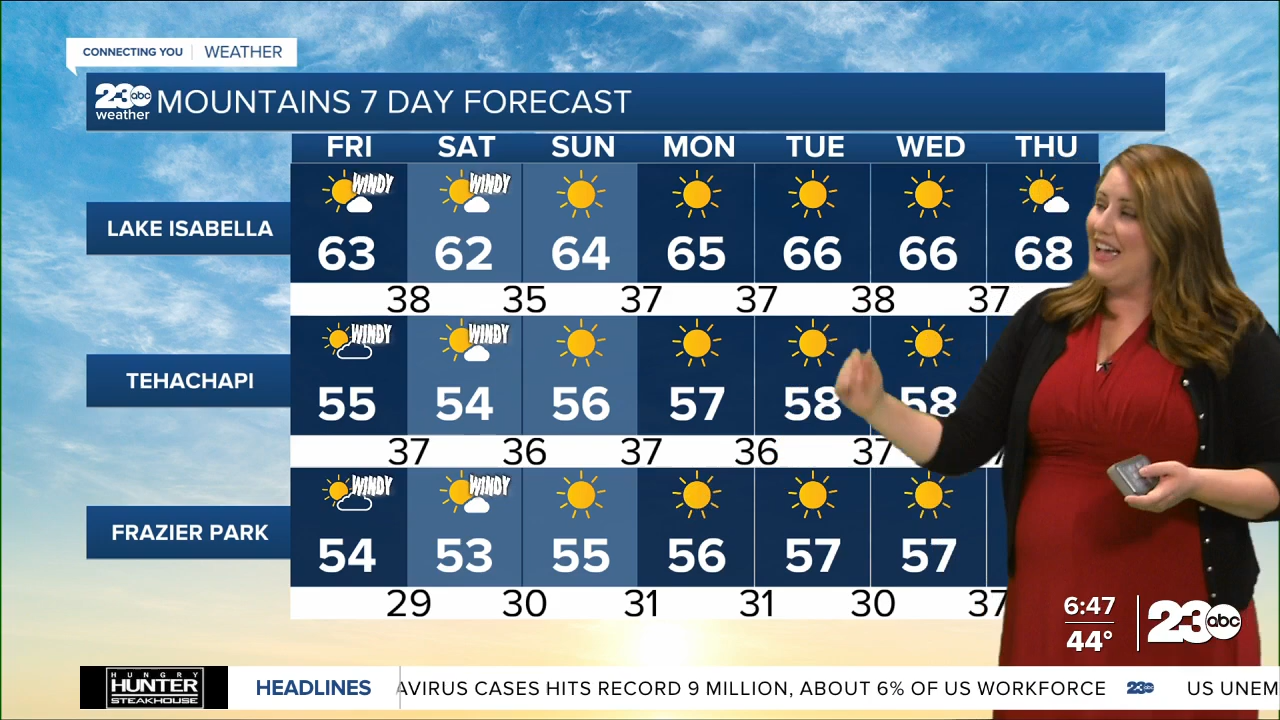 CONNECTING YOU | WEATHER
23 abc weather MOUNTAINS 7 DAY FORECAST
FRI SAT SUN MON TUE WED THU
WINDY WINDY
LAKE ISABELLA 63 62 64 65 66 66 68
38 35 37 37 38 37
WINDY WINDY
TEHACHAPI 55 54 56 57 58 58
37 36 37 36 37
WINDY WINDY
FRAZIER PARK 54 53 55 56 57 57
29 30 31 31 30 37
6:47
44° 23 abc
HUNGRY
HUNTER
STEAKHOUSE
HEADLINES AVIRUS CASES HITS RECORD 9 MILLION, % OF US WORKFORCE 23 abc US UNEM